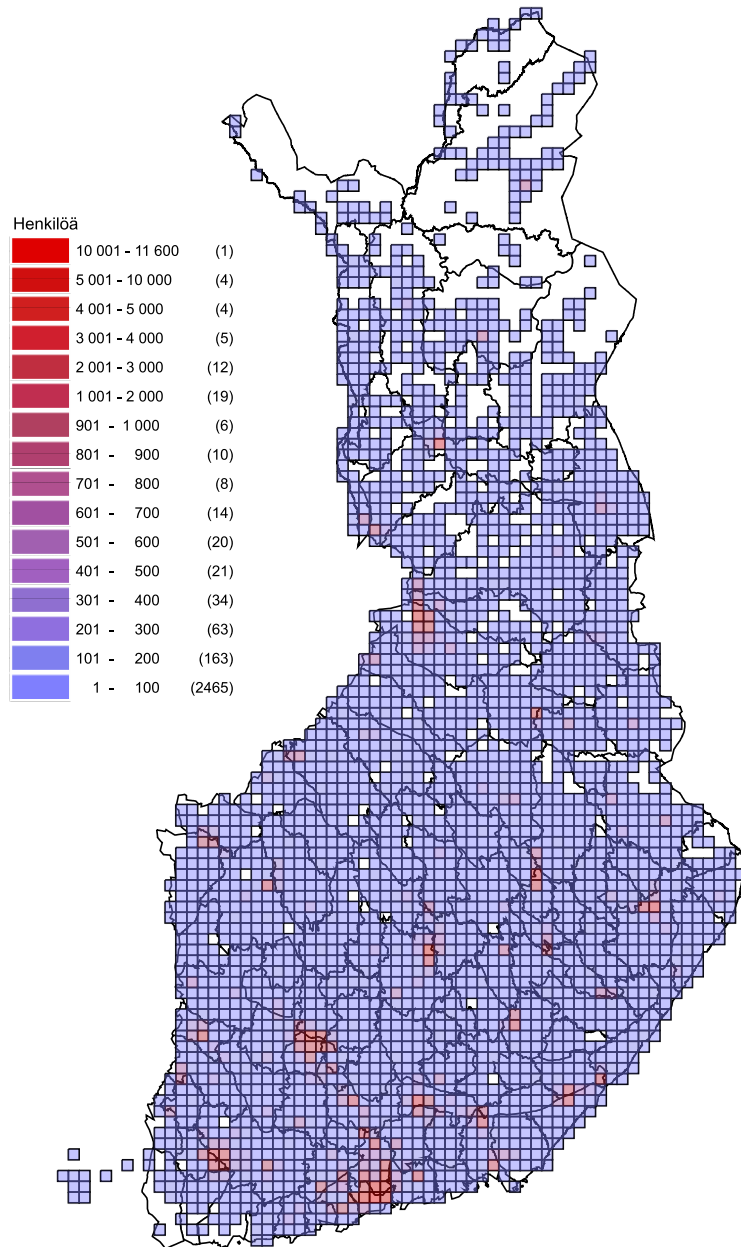 Henkilöä
10 001 - 11 600 (1)
5 001 - 10 000 (4)
4 001 - 5 000 (4)
3 001 - 4 000 (5)
2 001 - 3 000 (12)
1 001 - 2 000 (19)
901 - 1 000 (6)
801 - 900 (10)
701 - 800 (8)
601 - 700 (14)
501 - 600 (20)
401 - 500 (21)
301 - 400 (34)
201 - 300 (63)
101 - 200 (163)
1 - 100 (2465)